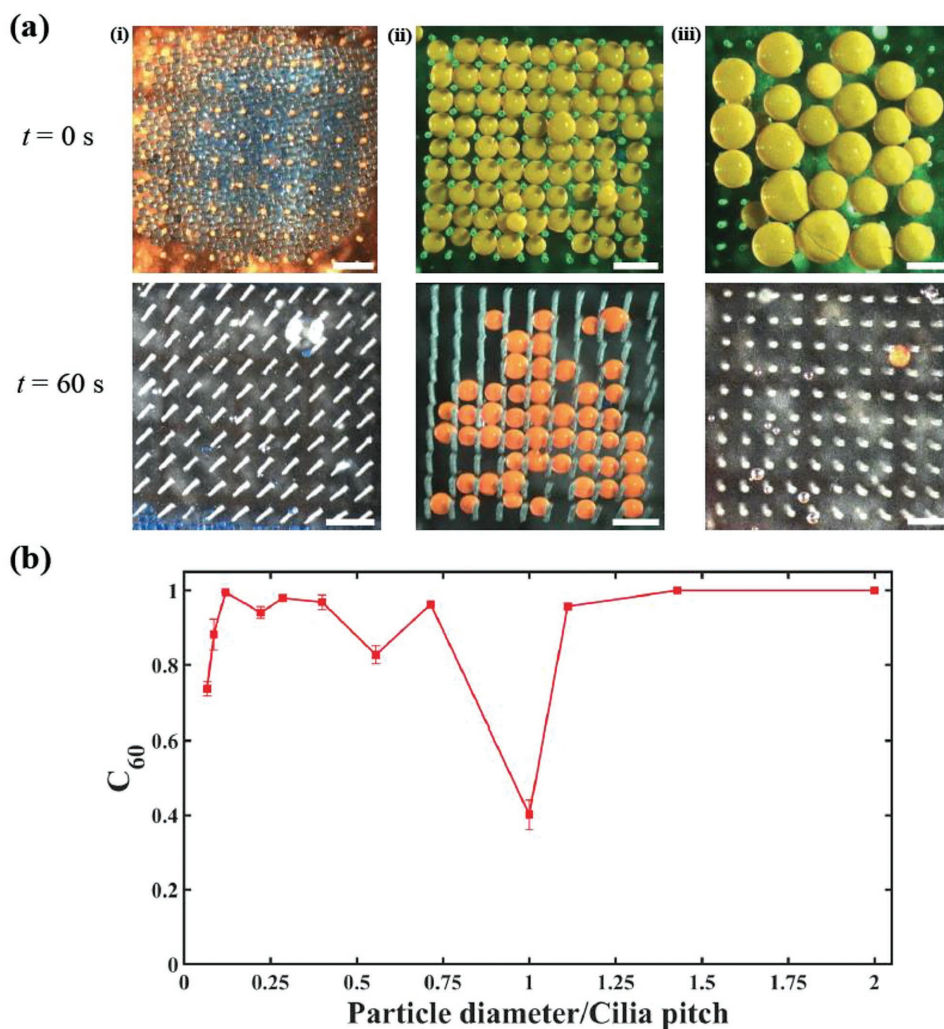 (a)
(i) (ii) (iii)
t = 0 s
t = 60 s
(b)
1
0.8
0.6
0.4
0.2
0
C60
0 0.25 0.5 0.75 1 1.25 1.5 1.75 2
Particle diameter/Cilia pitch